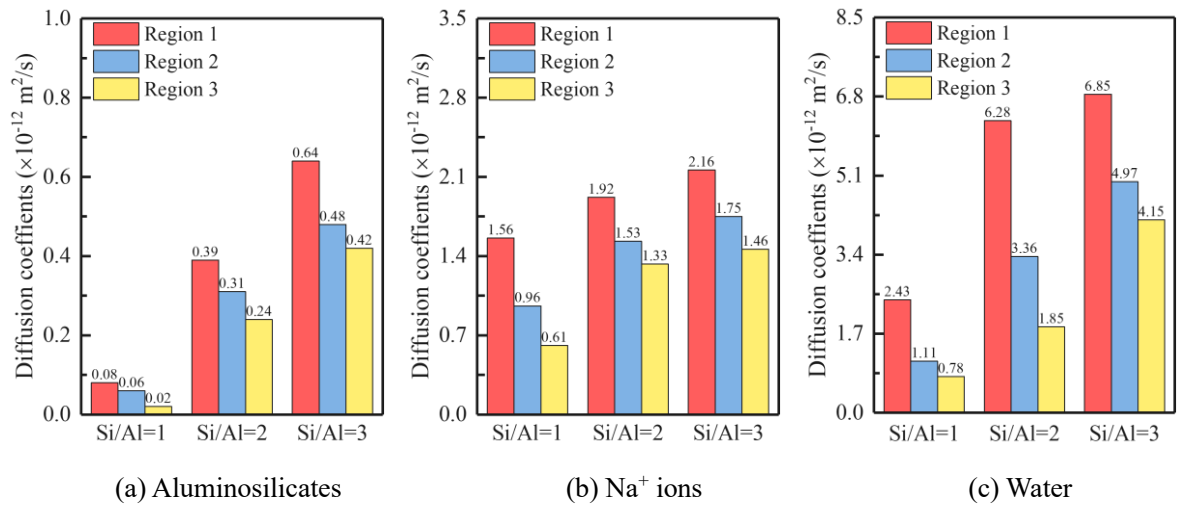 Diffusion coeffients (×10⁻¹² m²/s)
1.0
0.8
0.6
0.4
0.2
0.0
Region 1
Region 2
Region 3
0.08
0.06
0.02
0.39
0.31
0.24
0.64
0.48
0.42
Si/Al=1
Si/Al=2
Si/Al=3
(a) Aluminosilicates
Diffusion coeffients (×10⁻¹² m²/s)
3.5
2.8
2.1
1.4
0.7
0.0
Region 1
Region 2
Region 3
1.56
0.96
0.61
1.92
1.53
1.33
2.16
1.75
1.46
Si/Al=1
Si/Al=2
Si/Al=3
(b) Na⁺ ions
Diffusion coeffients (×10⁻¹² m²/s)
8.5
6.8
5.1
3.4
1.7
0.0
Region 1
Region 2
Region 3
2.43
1.11
0.78
6.28
3.36
1.85
6.85
4.97
4.15
Si/Al=1
Si/Al=2
Si/Al=3
(c) Water